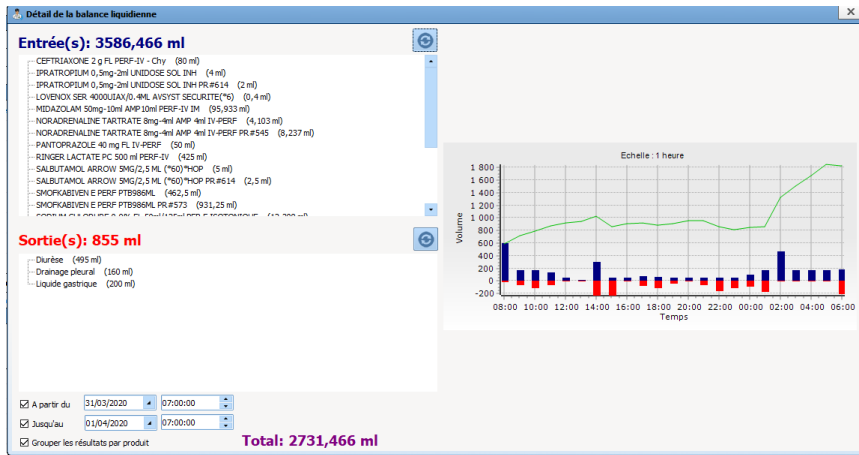 Détail de la balance liquidienne
Entrée(s): 3586,466 ml
CEFTRIAXONE 2 g FL PERF-IV - Chy (80 ml)
IPRATROPIUM 0,5mg-2ml UNIDOSE SOL INH (4 ml)
IPRATROPIUM 0,5mg-2ml UNIDOSE SOL INH PR#614 (2 ml)
LOVENOX SER 4000UIAX/0.4ML AVSYST SECURITE(*6) (0,4 ml)
MIDAZOLAM 50mg-10ml AMP10ml PERF-IV IM (95,933 ml)
NORADRENALINE TARTRATE 8mg-4ml AMP 4ml IV-PERF (4,103 ml)
NORADRENALINE TARTRATE 8mg-4ml AMP 4ml IV-PERF PR#545 (8,237 ml)
PANTOPRAZOLE 40 mg FL IV-PERF (50 ml)
RINGER LACTATE PC 500 ml PERF-IV (425 ml)
SALBUTAMOL ARROW 5MG/2,5 ML (*60)*HOP (5 ml)
SALBUTAMOL ARROW 5MG/2,5 ML (*60)*HOP PR#614 (2,5 ml)
SMOFKABIVEN E PERF PTB986ML (462,5 ml)
SMOFKABIVEN E PERF PTB986ML PR#573 (931,25 ml)
Sortie(s): 855 ml
Diurèse (495 ml)
Drainage pleural (160 ml)
Liquide gastrique (200 ml)
A partir du 31/03/2020 07:00:00
Jusqu'au 01/04/2020 07:00:00
Grouper les résultats par produit
Total: 2731,466 ml
Echelle : 1 heure
Volume
1 800
1 600
1 400
1 200
1 000
800
600
400
200
0
-200
08:00 10:00 12:00 14:00 16:00 18:00 20:00 22:00 00:00 02:00 04:00 06:00
Temps